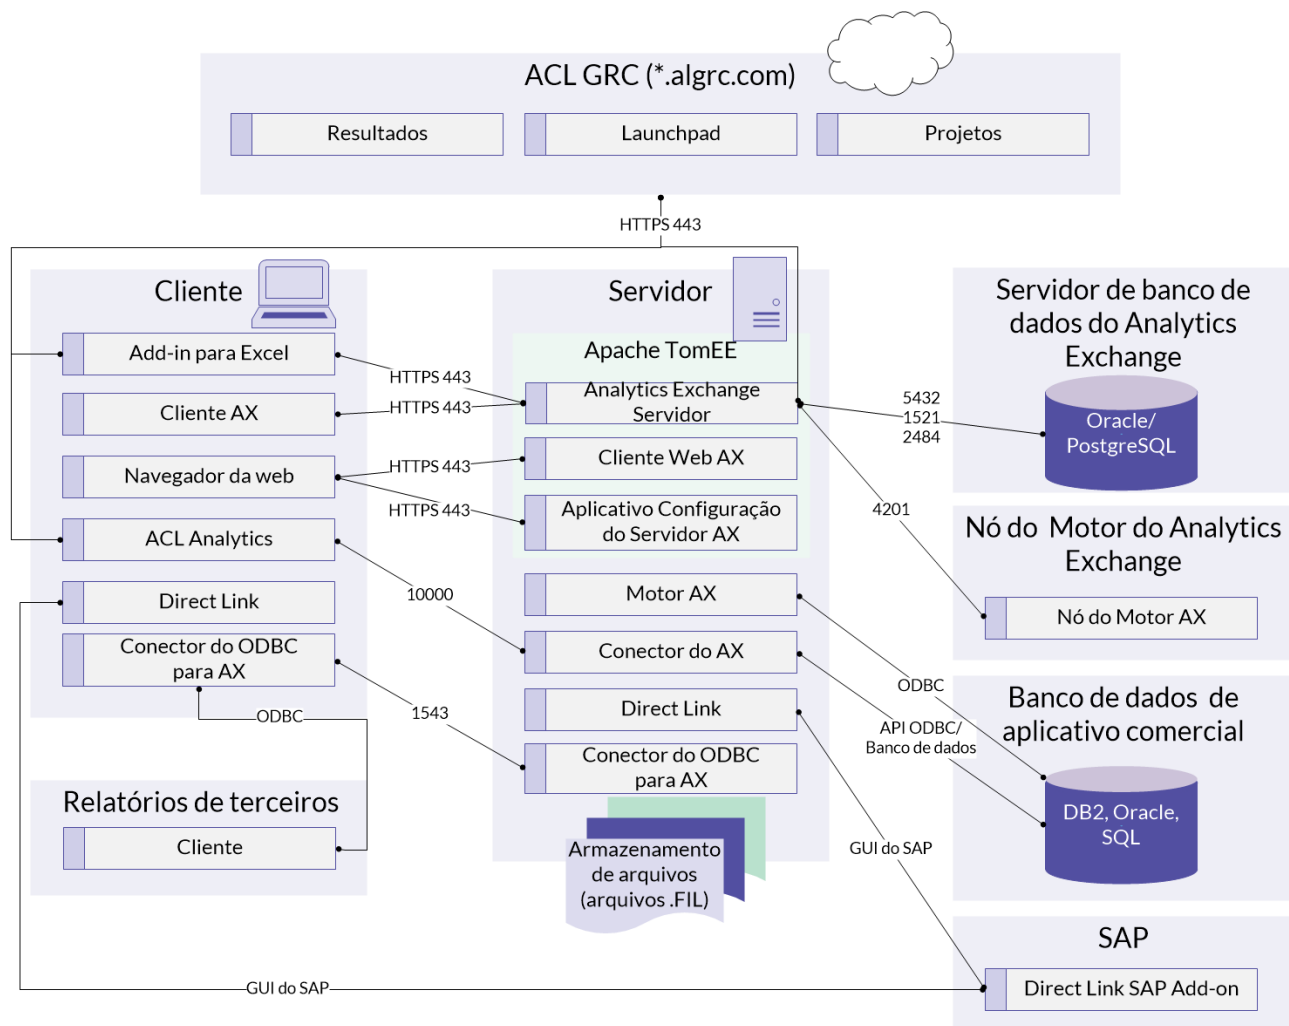 ACL GRC (*.algrc.com)
Resultados
Launchpad
Projetos
HTTPS 443
Cliente
Add-in para Excel
Cliente AX
Navegador da web
ACL Analytics
Direct Link
Conector do ODBC
para AX
HTTPS 443
HTTPS 443
HTTPS 443
HTTPS 443
10000
1543
ODBC
Relatórios de terceiros
Cliente
Servidor
Apache TomEE
Analytics Exchange
Servidor
Cliente Web AX
Aplicativo Configuração
do Servidor AX
Motor AX
Conector do AX
Direct Link
Conector do ODBC
para AX
Armazenamento
de arquivos
(arquivos .FIL)
5432
1521
2484
4201
ODBC
API ODBC/
Banco de dados
GUI do SAP
GUI do SAP
Servidor de banco de
dados do Analytics
Exchange
Oracle/
PostgreSQL
Nó do Motor do Analytics
Exchange
Nó do Motor AX
Banco de dados de
aplicativo comercial
DB2, Oracle,
SQL
SAP
Direct Link SAP Add-on